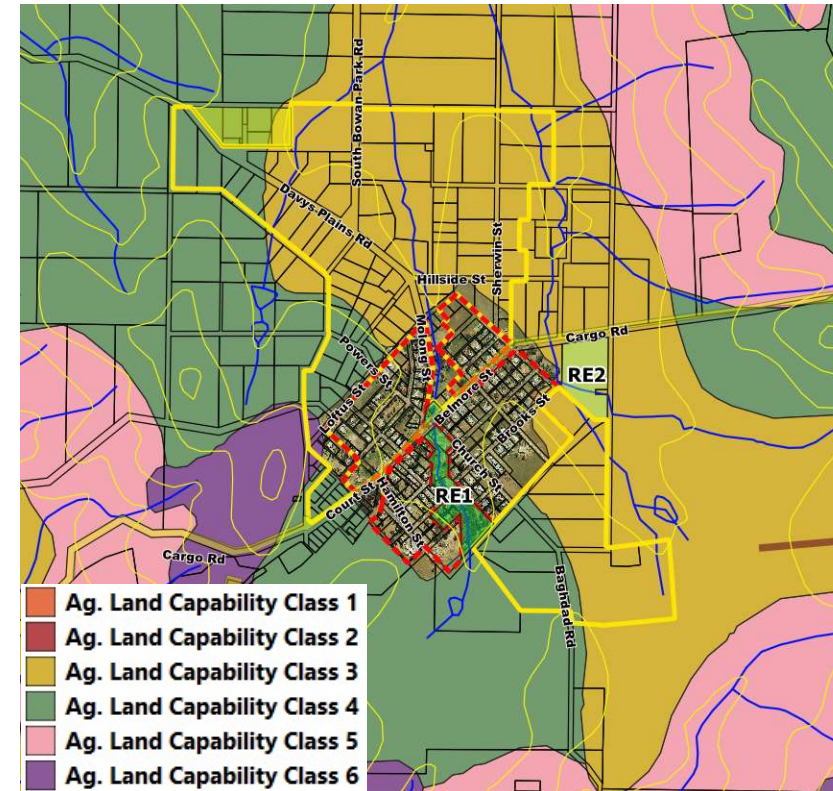 South Bowan Park Rd
Davys Plains Rd
Sherwin St
Hillside St
Molong St
Cargo Rd
Powers St
Belmore St
RE2
Loftus St
Brooks St
Church St
RE1
Court St
Hamilton St
Cargo Rd
Baghdad Rd
Ag. Land Capability Class 1
Ag. Land Capability Class 2
Ag. Land Capability Class 3
Ag. Land Capability Class 4
Ag. Land Capability Class 5
Ag. Land Capability Class 6